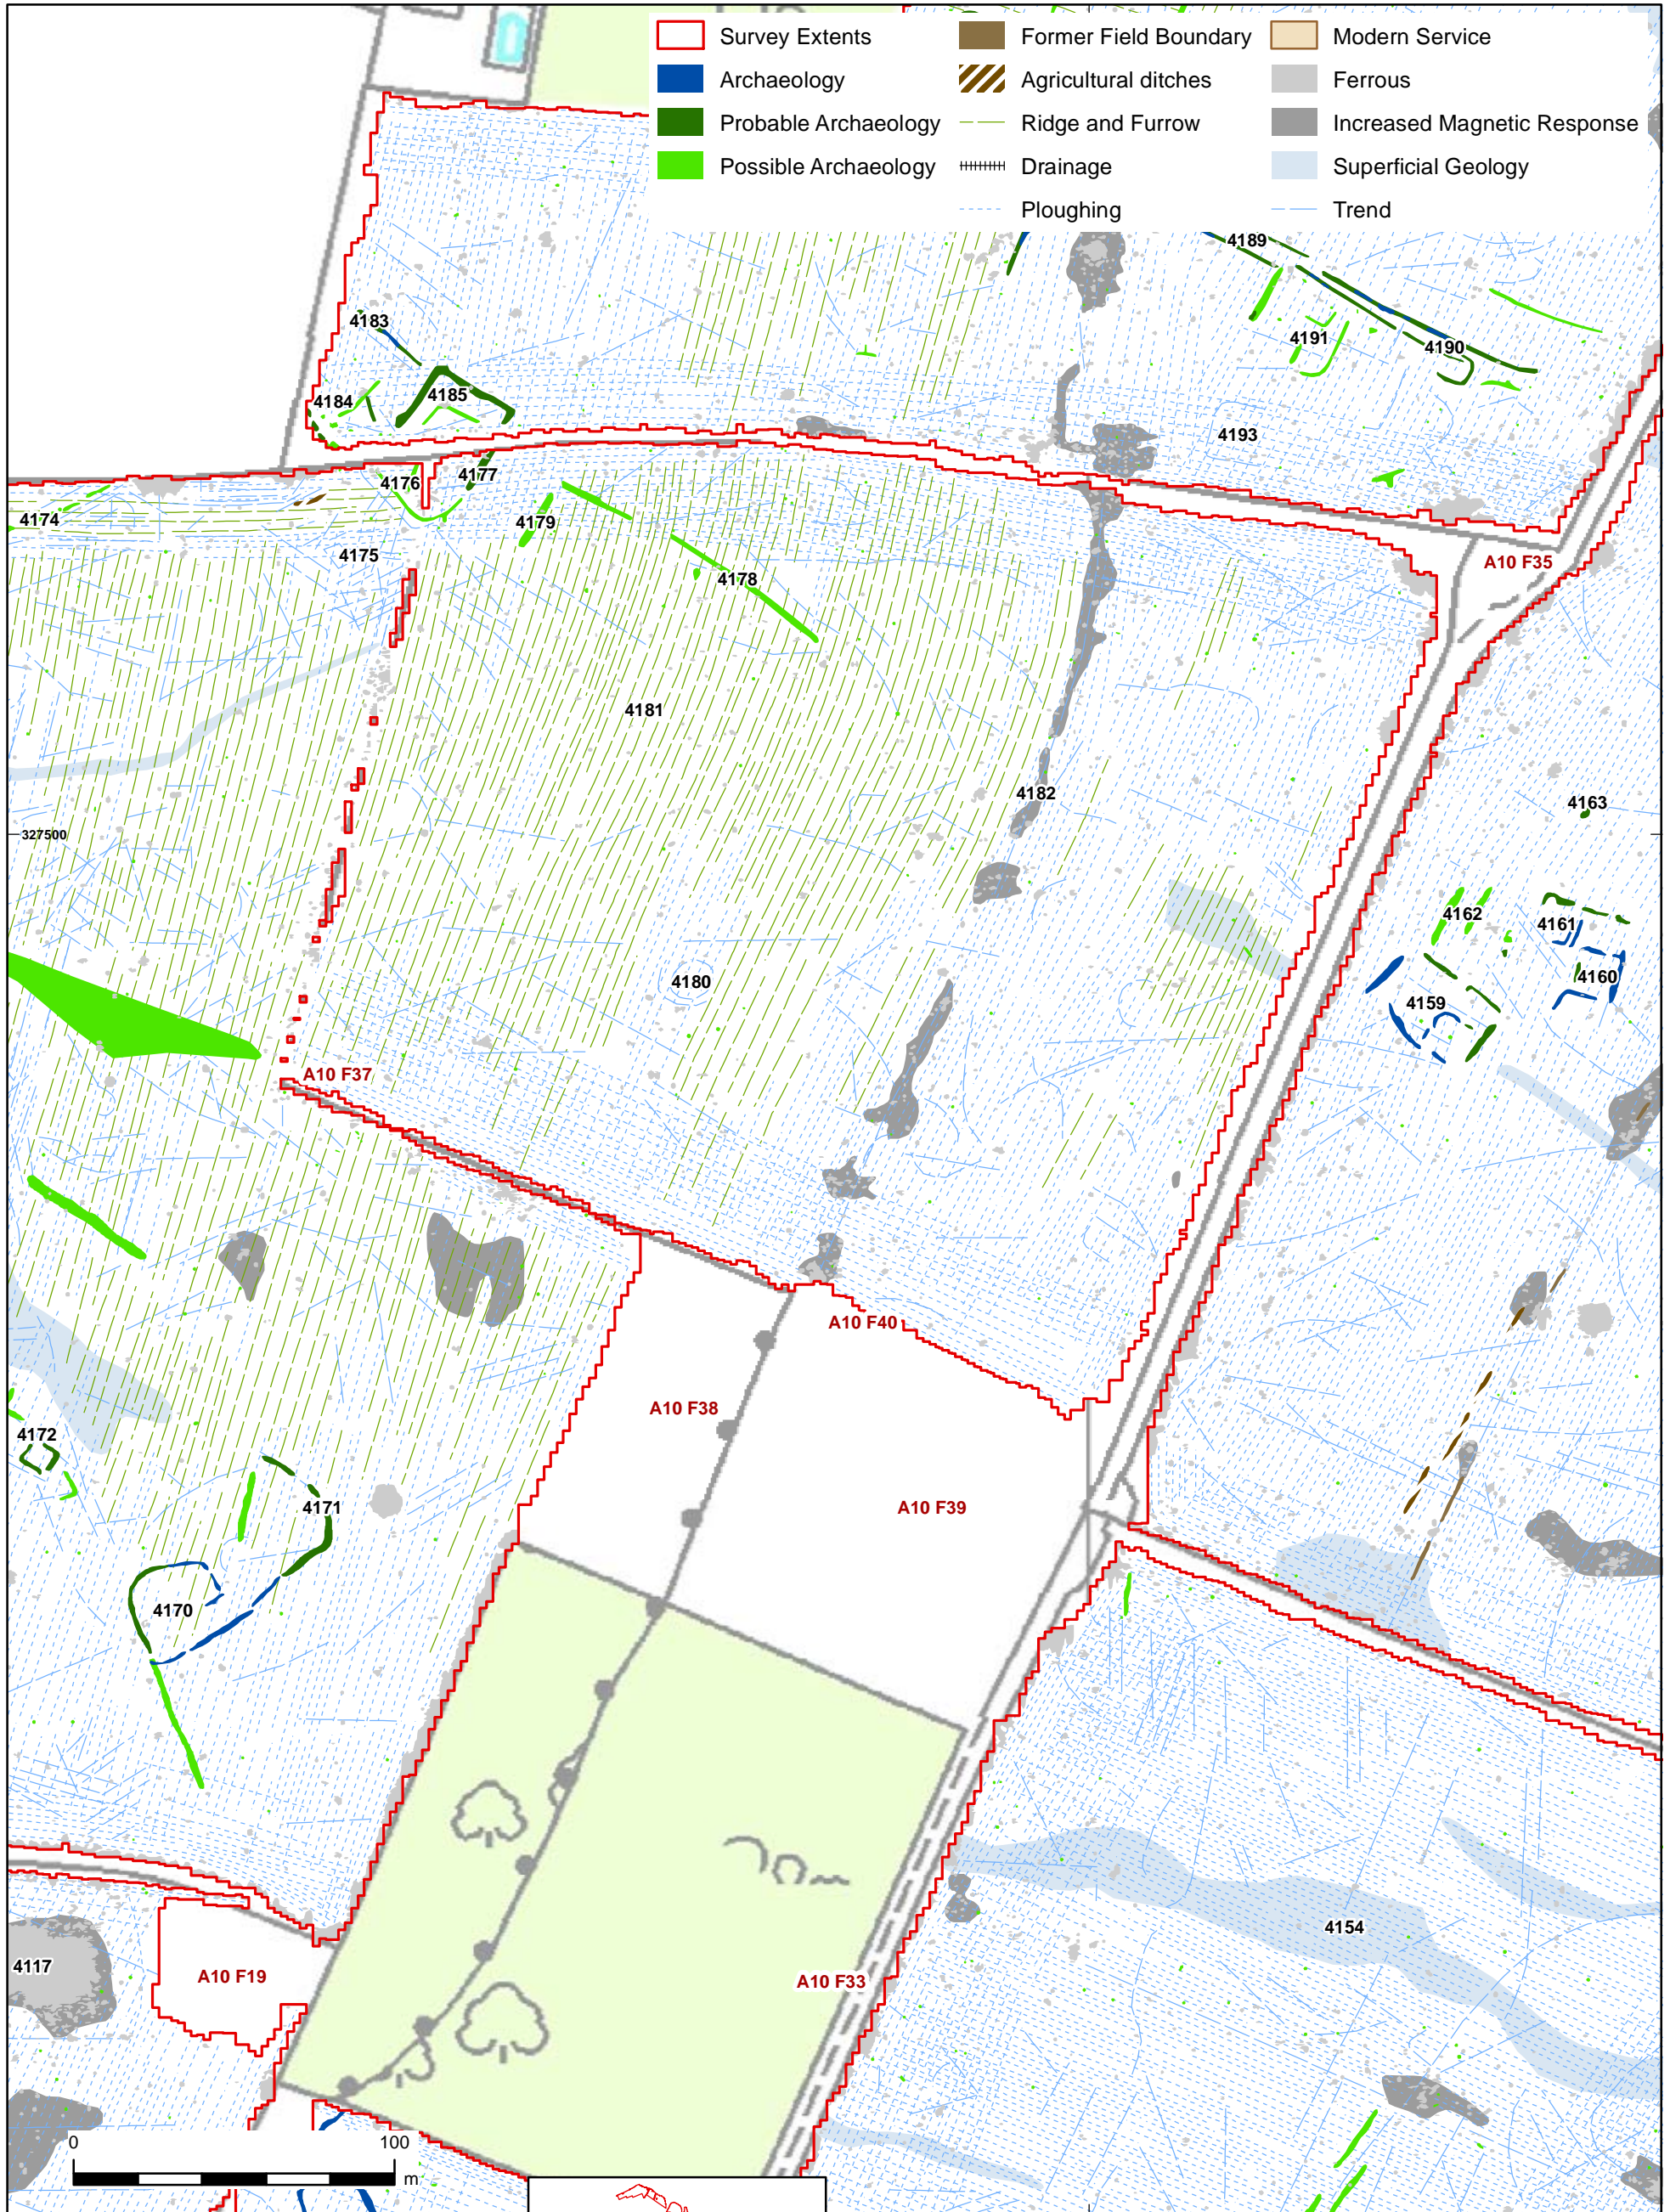 Survey Extents
Archaeology
Probable Archaeology
Possible Archaeology
Former Field Boundary
Agricultural ditches
Ridge and Furrow
Drainage
Ploughing
Modern Service
Ferrous
Increased Magnetic Response
Superficial Geology
Trend
4189
4183
4191
4190
4185
4184
4193
4177
4176
4174
4179
4175
A10 F35
4178
4181
4182
4163
327500
4162
4161
4160
4180
4159
A10 F37
A10 F40
A10 F38
4172
4171
A10 F39
4170
4154
4117
A10 F19
A10 F33
0 100
m